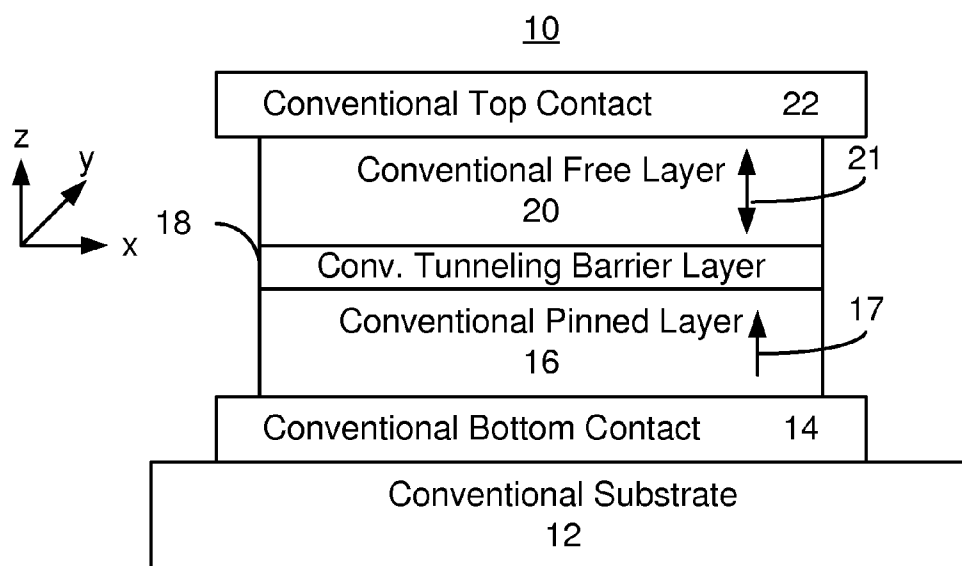 10
Conventional Top Contact 22
z
y
x
Conventional Free Layer
20
21
18
Conv. Tunneling Barrier Layer
Conventional Pinned Layer
16
17
Conventional Bottom Contact 14
Conventional Substrate
12